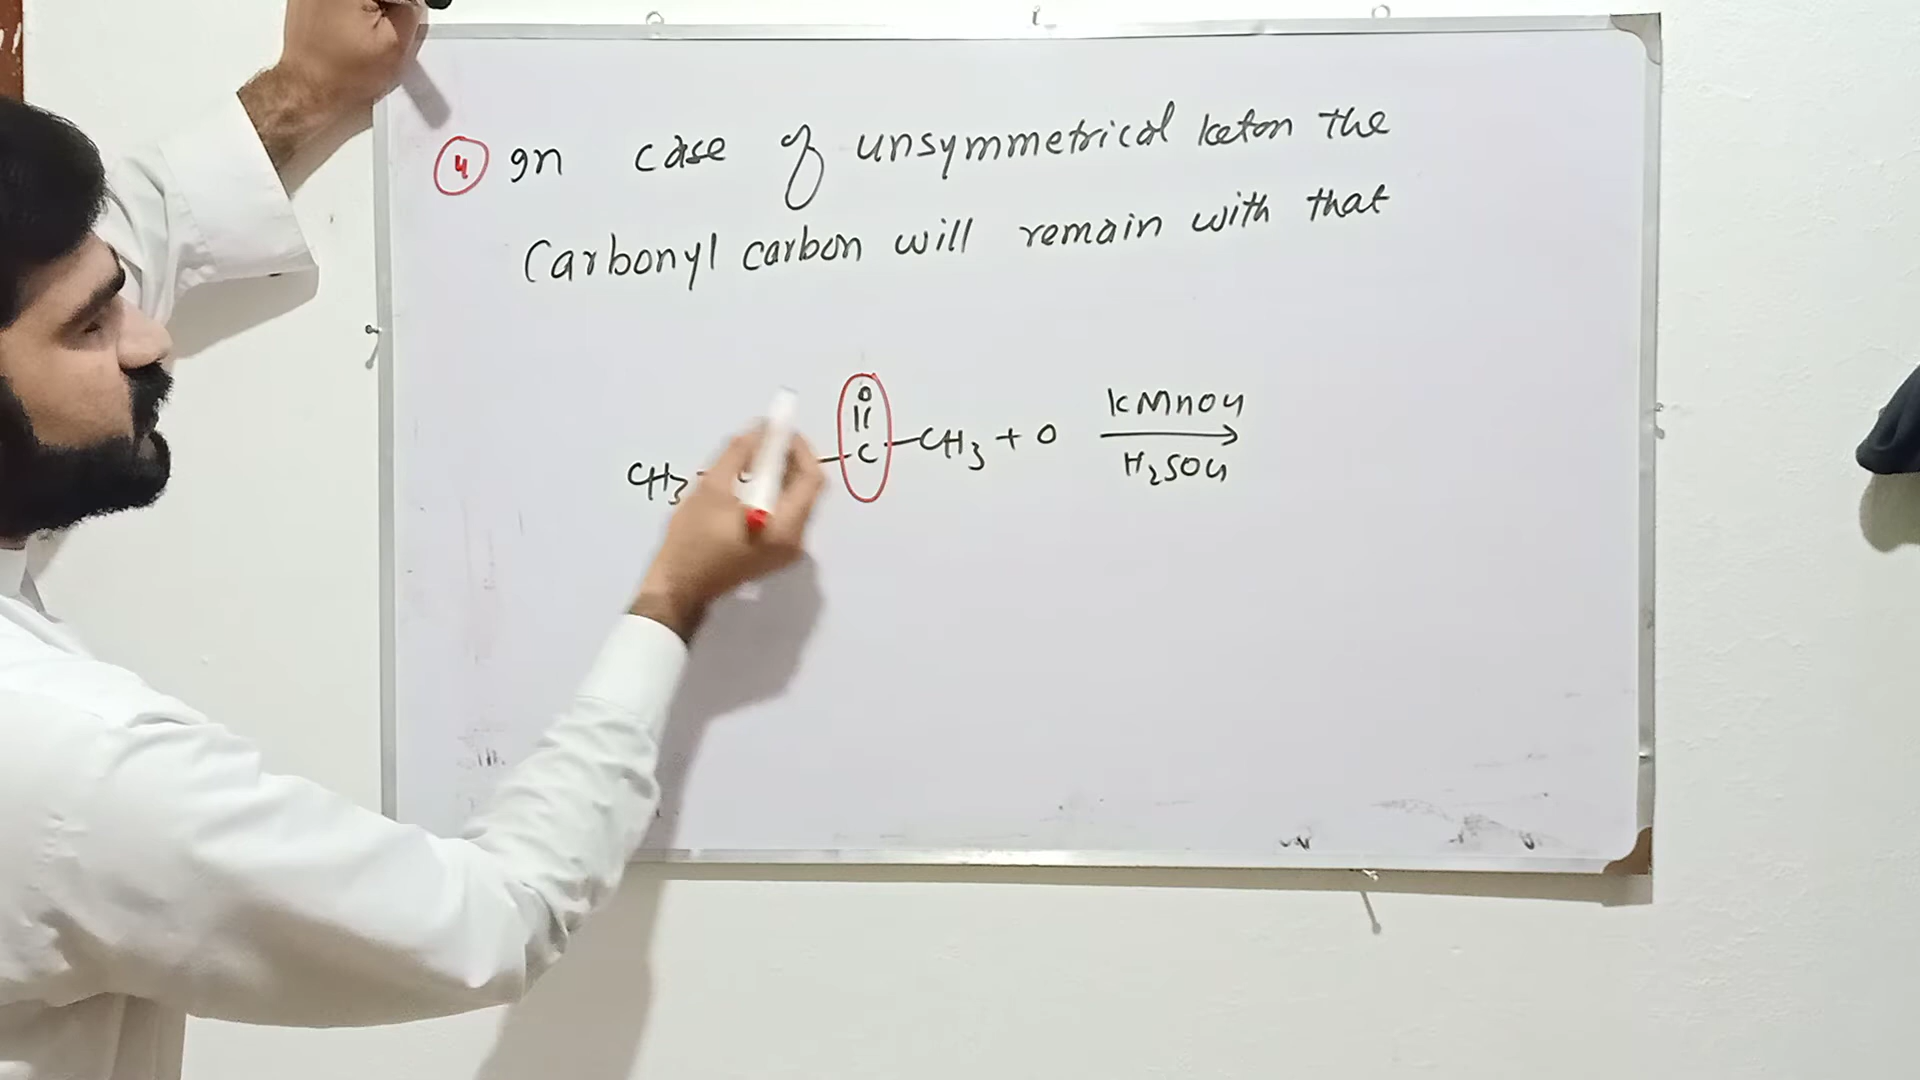 4 In case of unsymmetrical keton the
Carbonyl carbon will remain with that
O
||
CH3 - C - CH3 + O
KMnO4
H2SO4